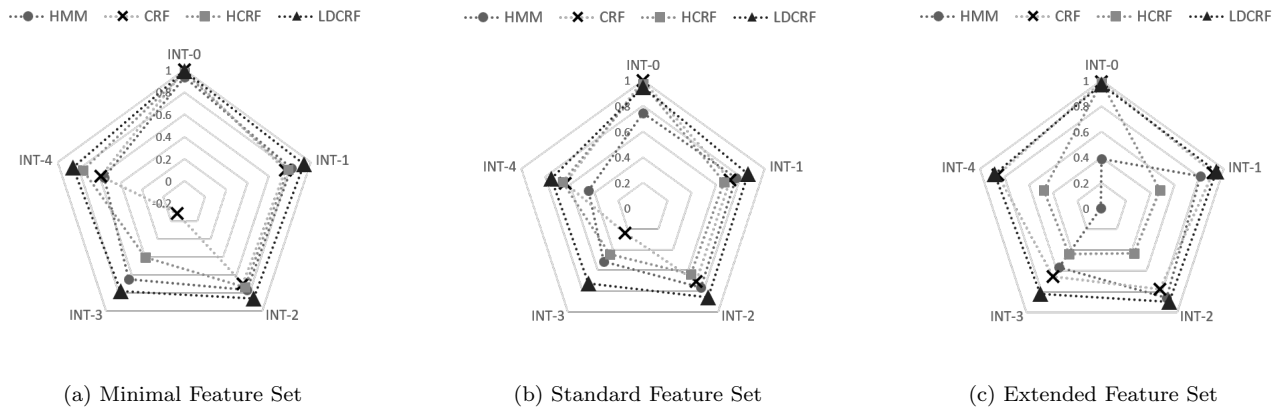 HMM CRF HCRF LDCRF
INT-0
1
0.8
0.6
0.4
0.2
0
-0.2
INT-1
INT-2
INT-3
INT-4
(a) Minimal Feature Set
HMM CRF HCRF LDCRF
INT-0
1
0.8
0.6
0.4
0.2
0
INT-1
INT-2
INT-3
INT-4
(b) Standard Feature Set
HMM CRF HCRF LDCRF
INT-0
1
0.8
0.6
0.4
0.2
0
INT-1
INT-2
INT-3
INT-4
(c) Extended Feature Set